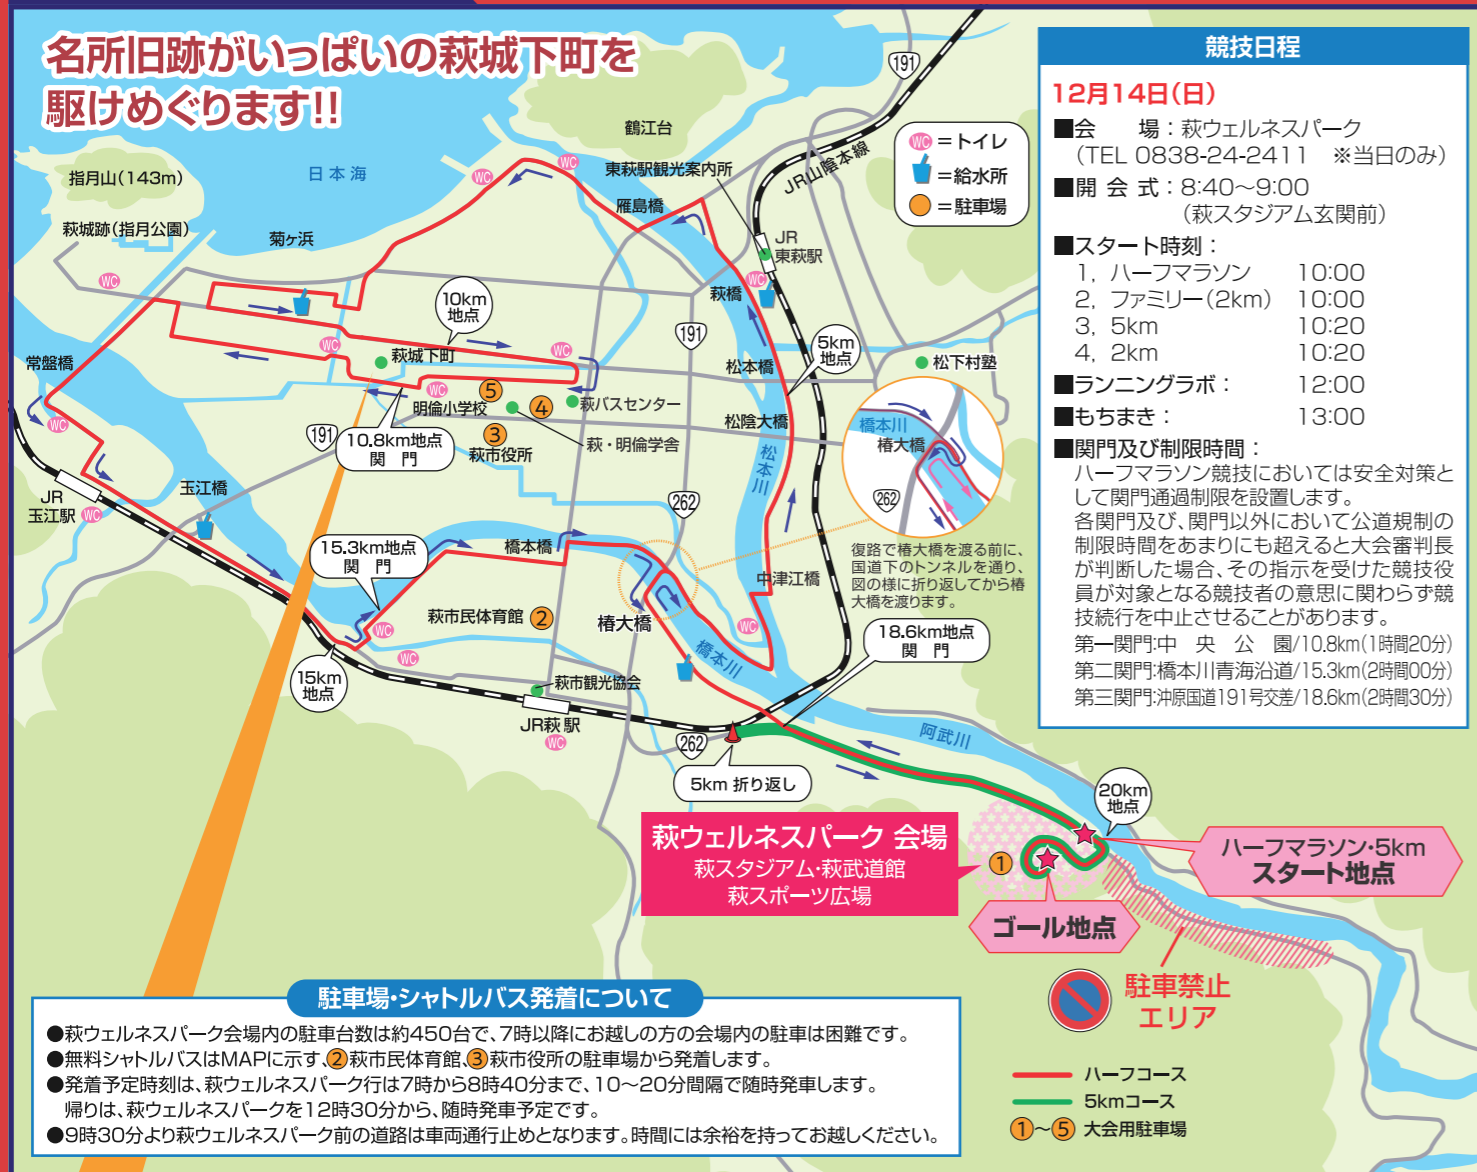 名所旧跡がいっぱいの萩城下町を
駆けめぐります!!
競技日程
12月14日(日)
■会　場：萩ウェルネスパーク
(TEL 0838-24-2411　※当日のみ)
■開 会 式：8:40〜9:00
(萩スタジアム玄関前)
■スタート時刻：
1, ハーフマラソン　10:00
2, ファミリー(2km)　10:00
3, 5km　10:20
4, 2km　10:20
■ランニングラボ：　12:00
■もちまき：　13:00
■関門及び制限時間：
ハーフマラソン競技においては安全対策と
して関門通過制限を設置します。
各関門及び、関門以外において公道規制の
制限時間をあまりにも超えると大会審判長
が判断した場合、その指示を受けた競技役
員が対象となる競技者の意思に関わらず競
技続行を中止させることがあります。
第一関門:中　央　公　園/10.8km(1時間20分)
第二関門:橋本川青海沿道/15.3km(2時間00分)
第三関門:沖原国道191号交差/18.6km(2時間30分)
WC＝トイレ
＝給水所
＝駐車場
191
鶴江台
東萩駅観光案内所
JR山陰本線
日本海
指月山(143m)
雁島橋
萩城跡(指月公園)
菊ヶ浜
JR
東萩駅
WC
WC
WC
WC
萩橋
10km
地点
191
5km
地点
常盤橋
WC
WC
萩城下町
松本橋
松下村塾
WC
⑤
明倫小学校
④
萩バスセンター
松陰大橋
橋本川
椿大橋
WC
191
10.8km地点
関　門
③
萩市役所
萩・明倫学舎
松本川
262
262
JR
玉江駅
WC
玉江橋
15.3km地点
関　門
橋本橋
中津江橋
復路で椿大橋を渡る前に、
国道下のトンネルを通り、
図の様に折り返してから椿
大橋を渡ります。
萩市民体育館
②
椿大橋
WC
WC
WC
橋本川
18.6km地点
関　門
15km
地点
萩市観光協会
JR萩駅
WC
262
阿武川
5km 折り返し
20km
地点
萩ウェルネスパーク 会場
萩スタジアム・萩武道館
萩スポーツ広場
①
ハーフマラソン・5km
スタート地点
ゴール地点
駐車禁止
エリア
駐車場・シャトルバス発着について
●萩ウェルネスパーク会場内の駐車台数は約450台で、7時以降にお越しの方の会場内の駐車は困難です。
●無料シャトルバスはMAPに示す、②萩市民体育館、③萩市役所の駐車場から発着します。
●発着予定時刻は、萩ウェルネスパーク行は7時から8時40分まで、10〜20分間隔で随時発車します。
帰りは、萩ウェルネスパークを12時30分から、随時発車予定です。
●9時30分より萩ウェルネスパーク前の道路は車両通行止めとなります。時間には余裕を持ってお越しください。
ハーフコース
5kmコース
①〜⑤ 大会用駐車場